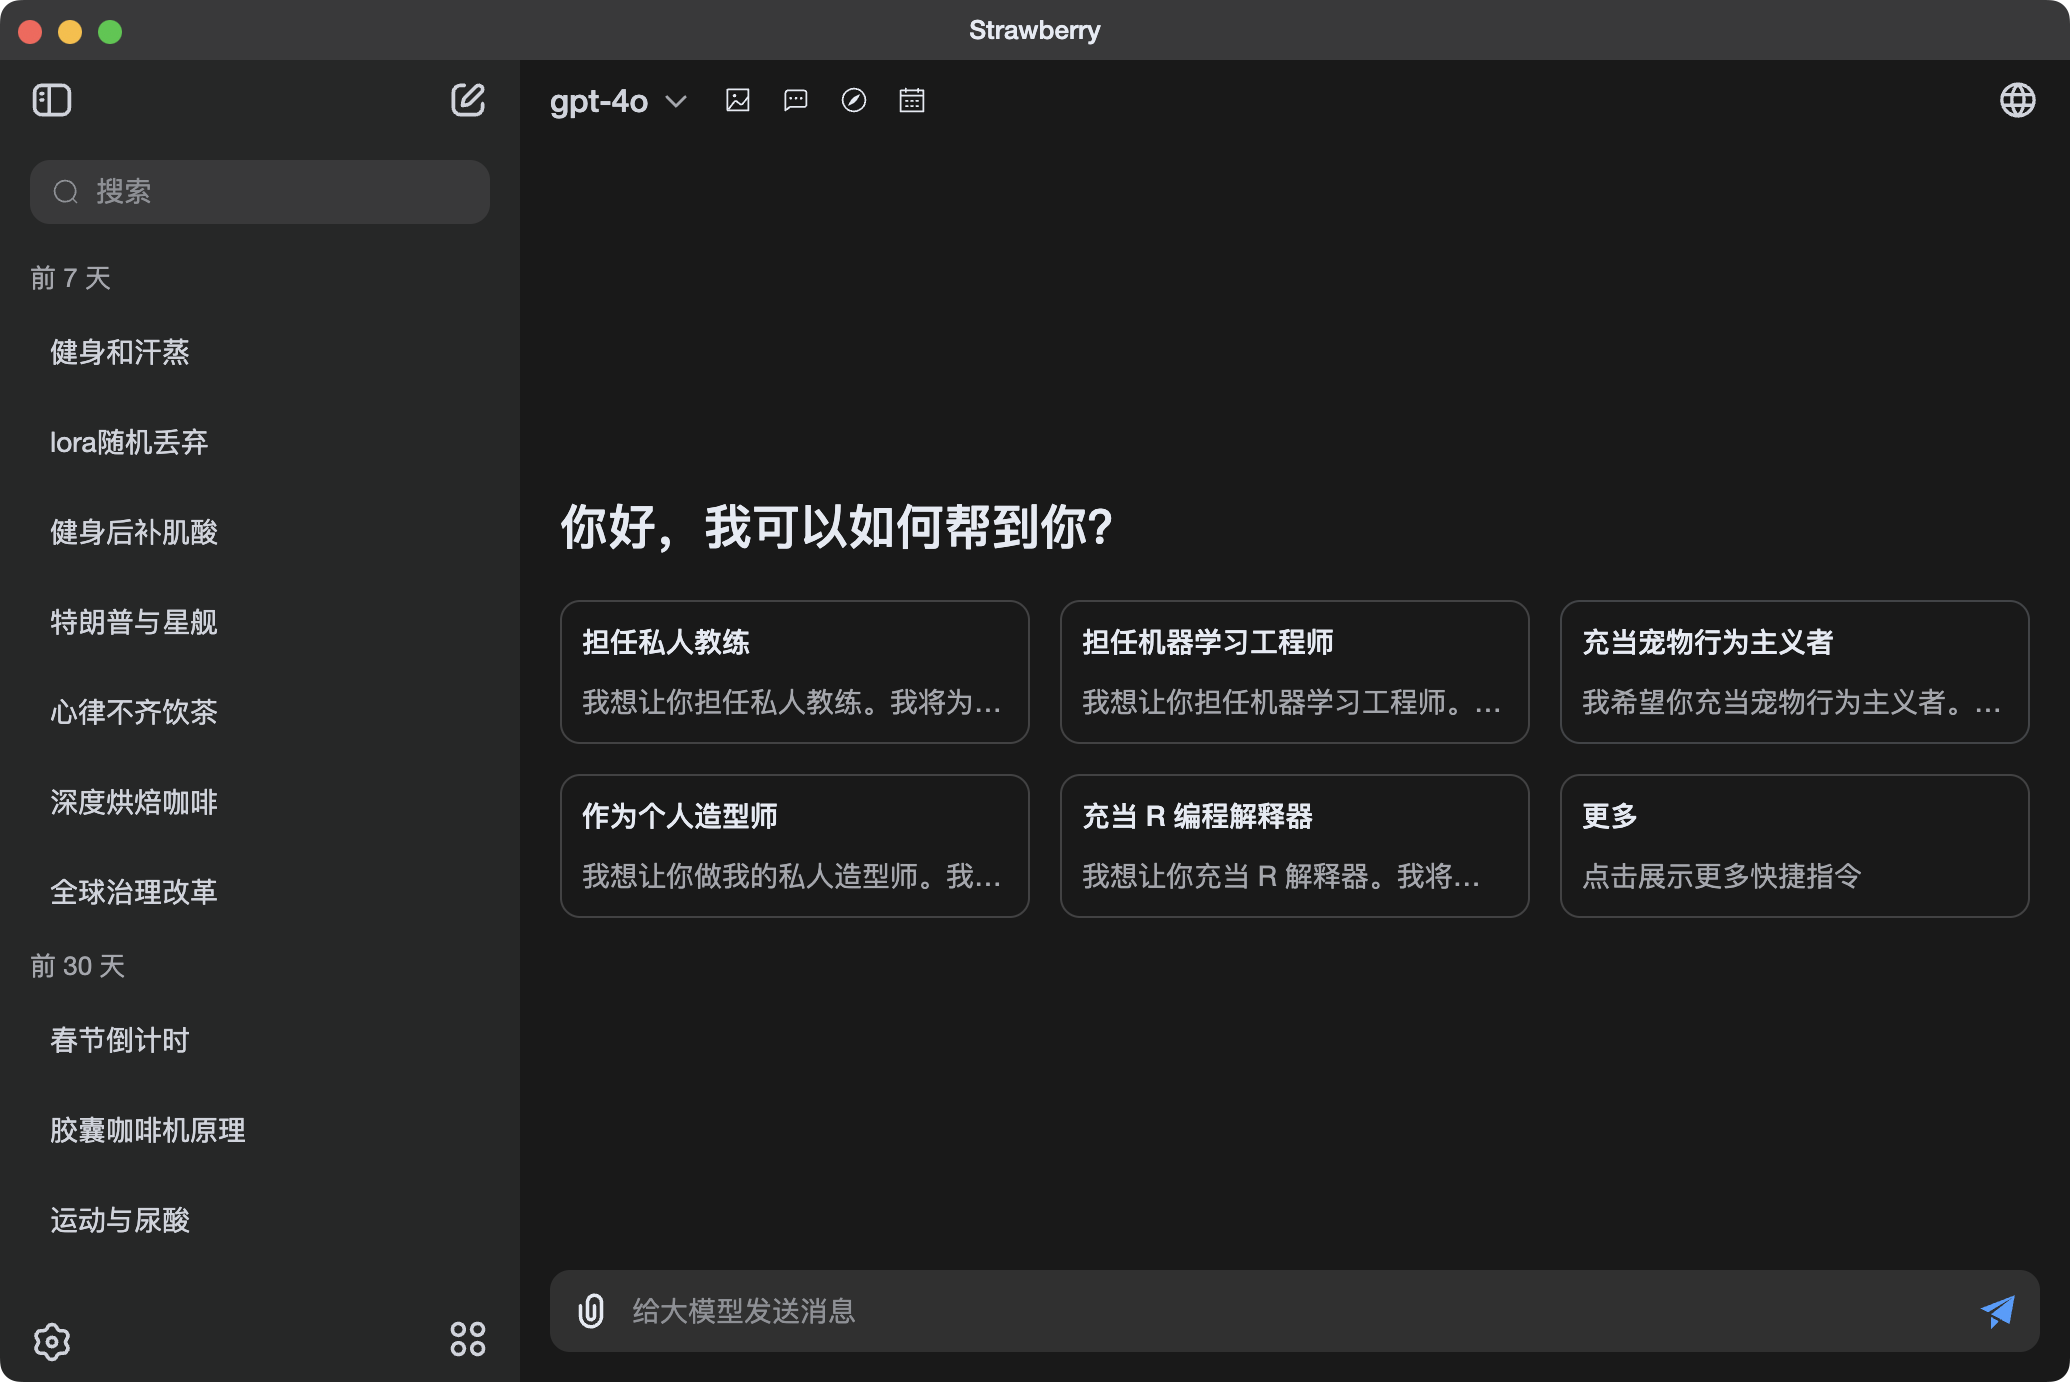 Strawberry
gpt-4o
搜索
前 7 天
健身和汗蒸
lora随机丢弃
健身后补肌酸
特朗普与星舰
心律不齐饮茶
深度烘焙咖啡
全球治理改革
前 30 天
春节倒计时
胶囊咖啡机原理
运动与尿酸
你好，我可以如何帮到你?
担任私人教练
我想让你担任私人教练。我将为...
担任机器学习工程师
我想让你担任机器学习工程师。...
充当宠物行为主义者
我希望你充当宠物行为主义者。...
作为个人造型师
我想让你做我的私人造型师。我...
充当 R 编程解释器
我想让你充当 R 解释器。我将...
更多
点击展示更多快捷指令
给大模型发送消息